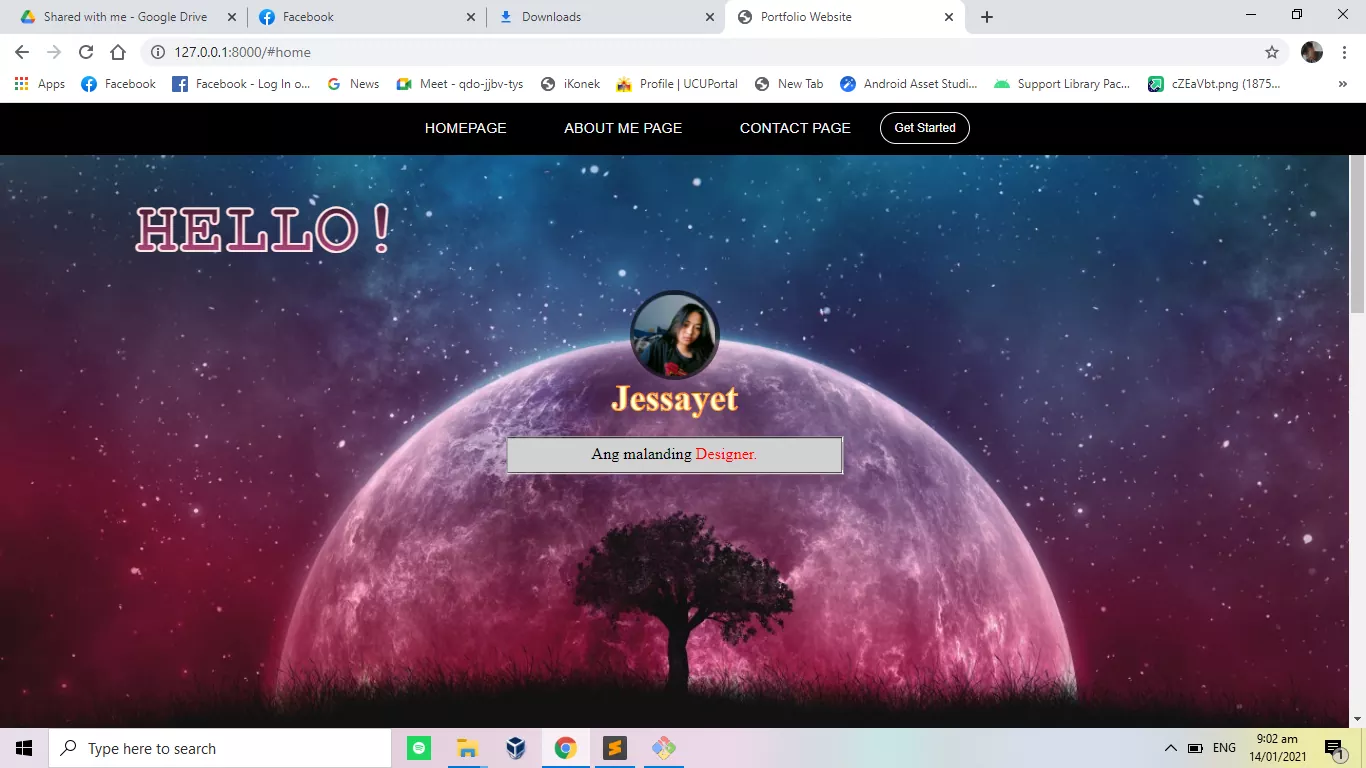 Shared with me - Google Drive
Facebook
Downloads
Portfolio Website
127.0.0.1:8000/#home
Apps
Facebook
Facebook - Log In o...
News
Meet - qdo-jjbv-tys
iKonek
Profile | UCUPortal
New Tab
Android Asset Studi...
Support Library Pac...
cZEaVbt.png (1875...
»
HOMEPAGE
ABOUT ME PAGE
CONTACT PAGE
Get Started
HELLO!
Jessayet
Ang malanding Designer.
Type here to search
ENG
9:02 am
14/01/2021
1